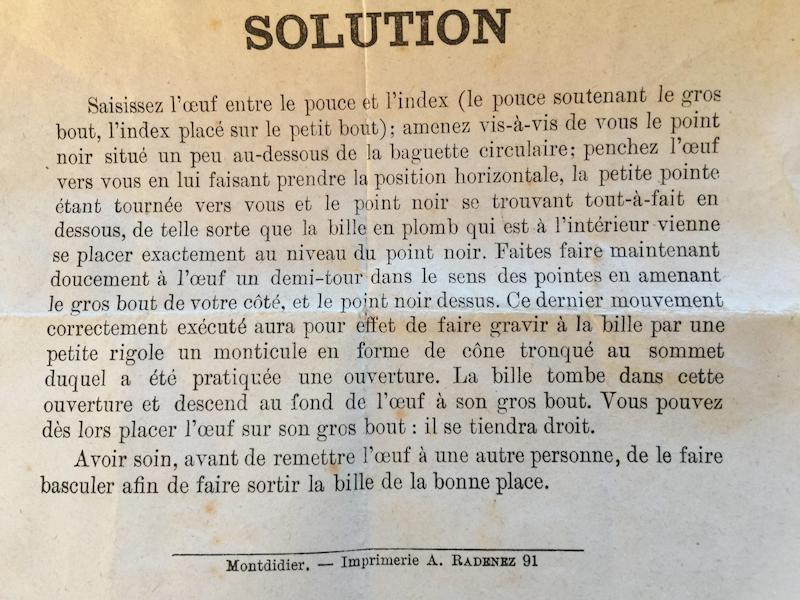 SOLUTION
Saisissez l'œuf entre le pouce et l'index (le pouce soutenant le gros
bout, l'index placé sur le petit bout); amenez vis-à-vis de vous le point
noir situé un peu au-dessous de la baguette circulaire; penchez l'œuf
vers vous en lui faisant prendre la position horizontale, la petite pointe
étant tournée vers vous et le point noir se trouvant tout-à-fait en
dessous, de telle sorte que la bille en plomb qui est à l'intérieur vienne
se placer exactement au niveau du point noir. Faites faire maintenant
doucement à l'œuf un demi-tour dans le sens des pointes en amenant
le gros bout de votre côté, et le point noir dessus. Ce dernier mouvement
correctement exécuté aura pour effet de faire gravir à la bille par une
petite rigole un monticule en forme de cône tronqué au sommet
duquel a été pratiquée une ouverture. La bille tombe dans cette
ouverture et descend au fond de l'œuf à son gros bout. Vous pouvez
dès lors placer l'œuf sur son gros bout : il se tiendra droit.
Avoir soin, avant de remettre l'œuf à une autre personne, de le faire
basculer afin de faire sortir la bille de la bonne place.
Montdidier. — Imprimerie A. RADENEZ 91